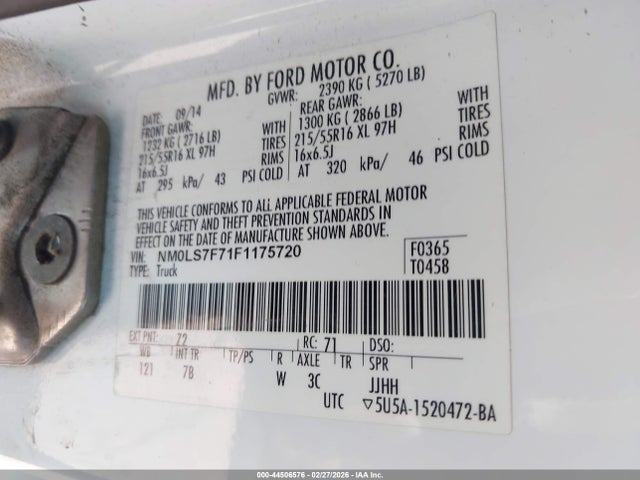 MFD. BY FORD MOTOR CO.
DATE: 09/14 GVWR: 2390 KG ( 5270 LB)
FRONT GAWR: REAR GAWR:
1232 KG ( 2716 LB) WITH 1300 KG ( 2866 LB) WITH
215/55R16 XL 97H TIRES 215/55R16 XL 97H TIRES
16x6.5J RIMS 16x6.5J RIMS
AT 295 kPa/ 43 PSI COLD AT 320 kPa/ 46 PSI COLD
THIS VEHICLE CONFORMS TO ALL APPLICABLE FEDERAL MOTOR
VEHICLE SAFETY AND THEFT PREVENTION STANDARDS IN
EFFECT ON THE DATE OF MANUFACTURE SHOWN ABOVE.
VIN: NM0LS7F71F1175720 F0365
TYPE: Truck T0458
EXT PNT: Z2 RC: 71 DSO:
WB INT TR TP/PS R AXLE TR SPR
121 7B W 3C JJHH
UTC ▽5U5A-1520472-BA
000-44506576 - 02/27/2026 - IAA Inc.